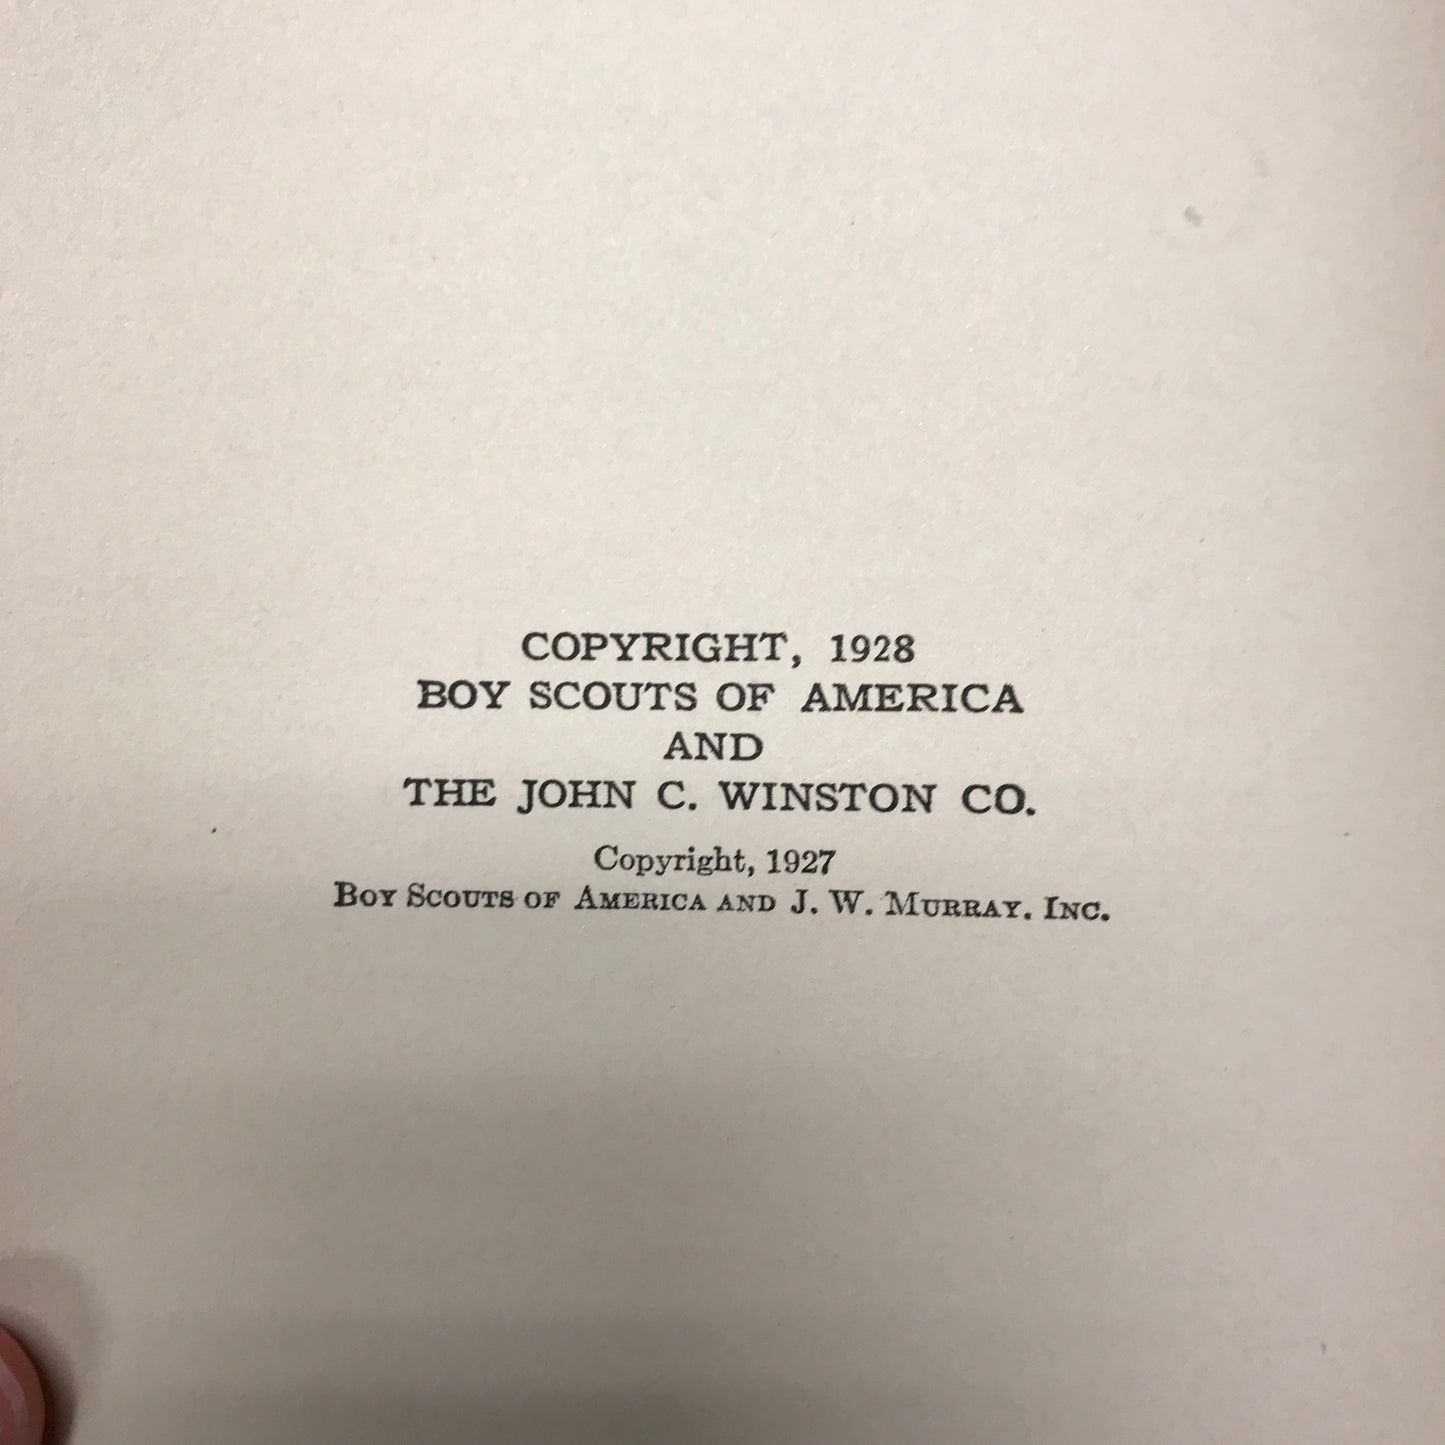 COPYRIGHT, 1928
BOY SCOUTS OF AMERICA
AND
THE JOHN C. WINSTON CO.
Copyright, 1927
BOY SCOUTS OF AMERICA AND J. W. MURRAY. INC.